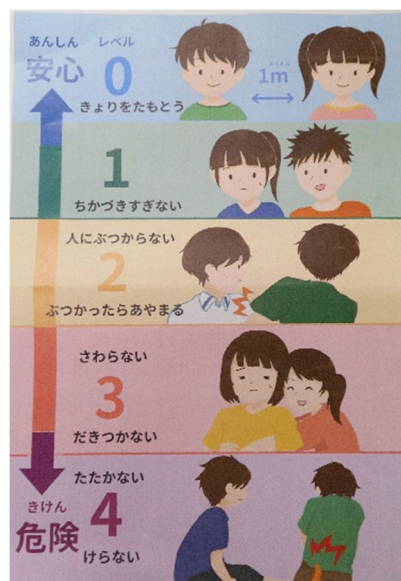 あんしん レベル
安心 0
1m
きょりをたもとう
1
ちかづきすぎない
人にぶつからない
2
ぶつかったらあやまる
さわらない
3
だきつかない
たたかない
きけん
危険 4
けらない